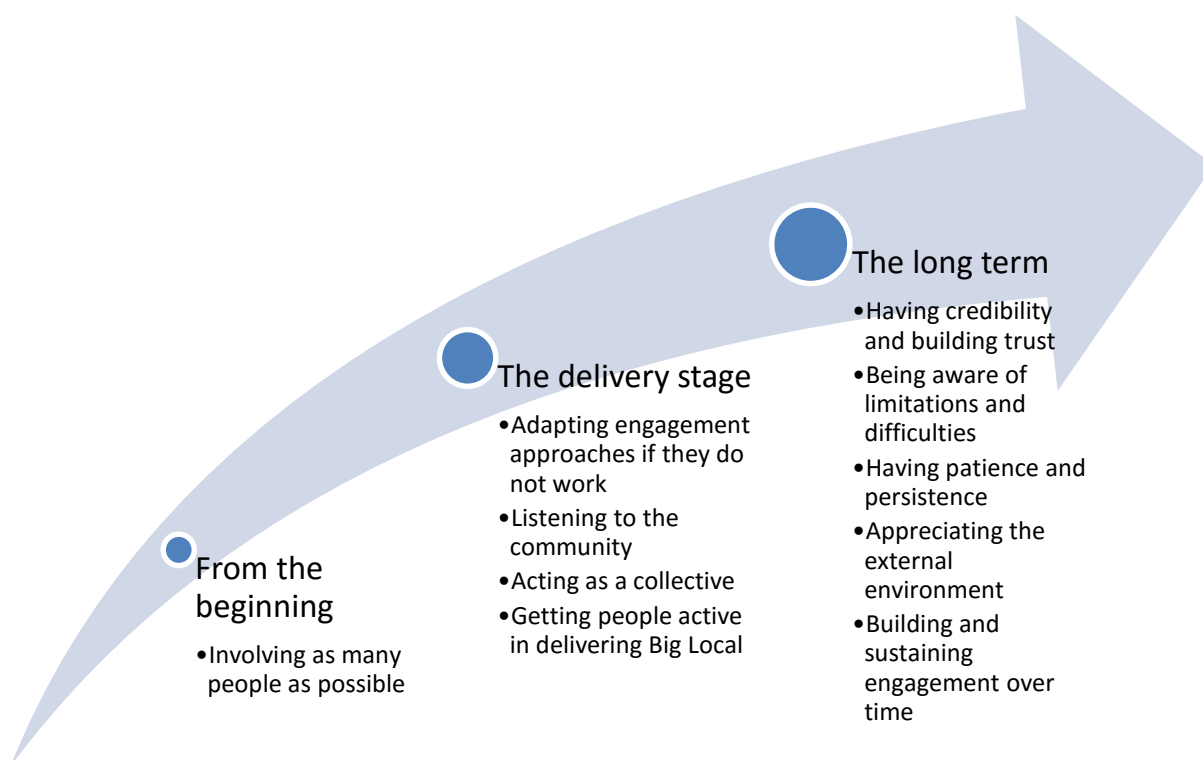 From the
beginning
•Involving as many
people as possible
The delivery stage
•Adapting engagement
approaches if they do
not work
•Listening to the
community
•Acting as a collective
•Getting people active
in delivering Big Local
The long term
•Having credibility
and building trust
•Being aware of
limitations and
difficulties
•Having patience and
persistence
•Appreciating the
external
environment
•Building and
sustaining
engagement over
time